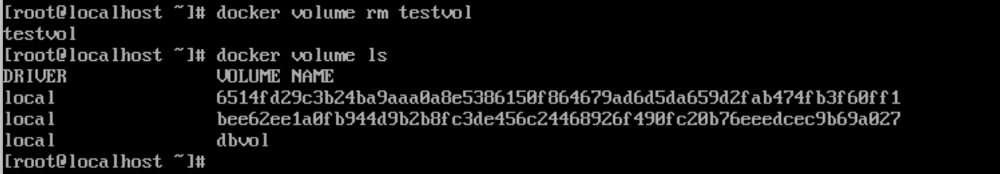 [root@localhost ~]# docker volume rm testvol
testvol
[root@localhost ~]# docker volume ls
DRIVER VOLUME NAME
local 6514fd29c3b24ba9aaa0a8e5386150f864679ad6d5da659d2fab474fb3f60ff1
local bee62ee1a0fb944d9b2b8fc3de456c24468926f490fc20b76eeedcec9b69a027
local dbvol
[root@localhost ~]#